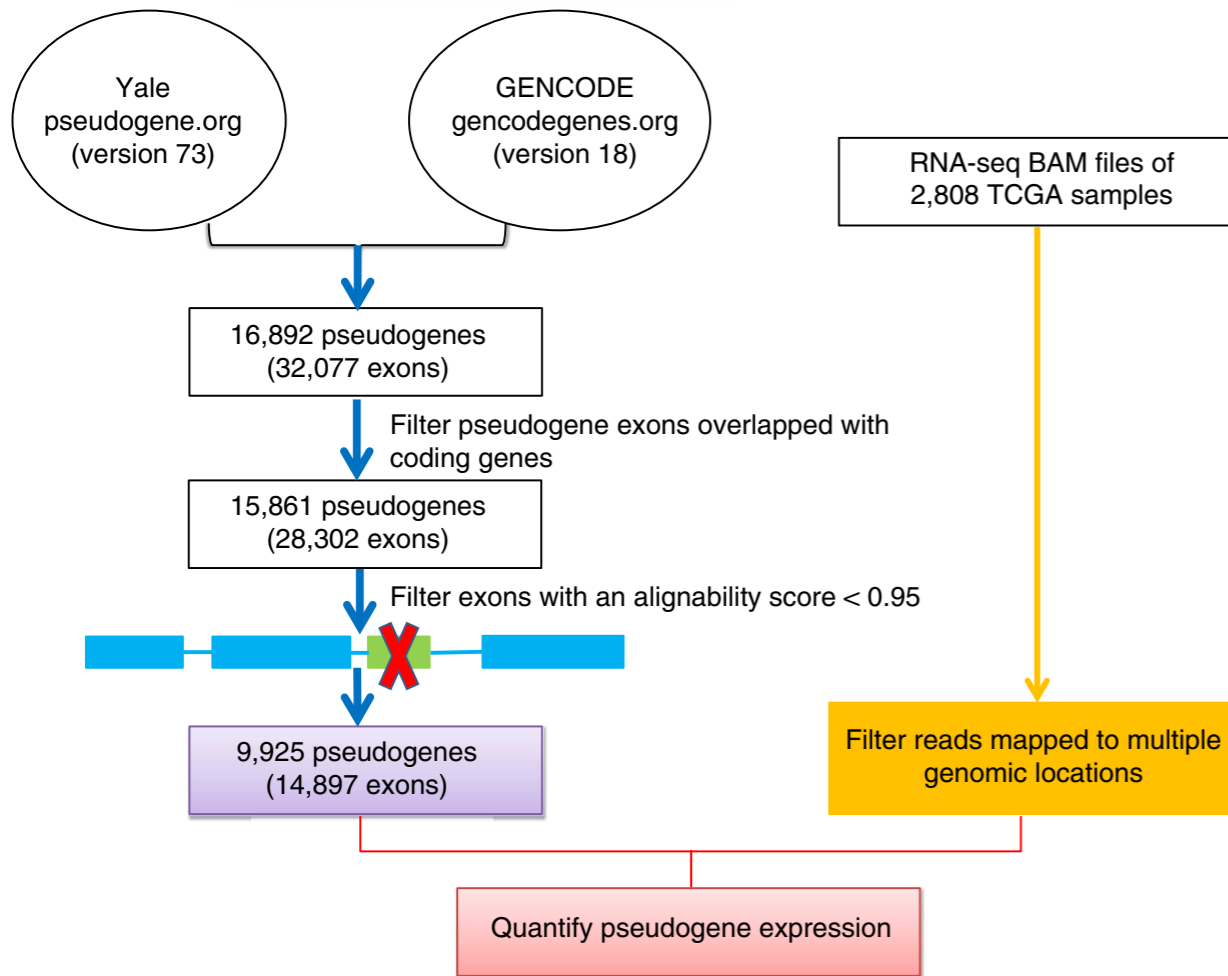 Yale
pseudogene.org
(version 73)
GENCODE
gencodegenes.org
(version 18)
RNA-seq BAM files of
2,808 TCGA samples
16,892 pseudogenes
(32,077 exons)
Filter pseudogene exons overlapped with
coding genes
15,861 pseudogenes
(28,302 exons)
Filter exons with an alignability score < 0.95
9,925 pseudogenes
(14,897 exons)
Filter reads mapped to multiple
genomic locations
Quantify pseudogene expression